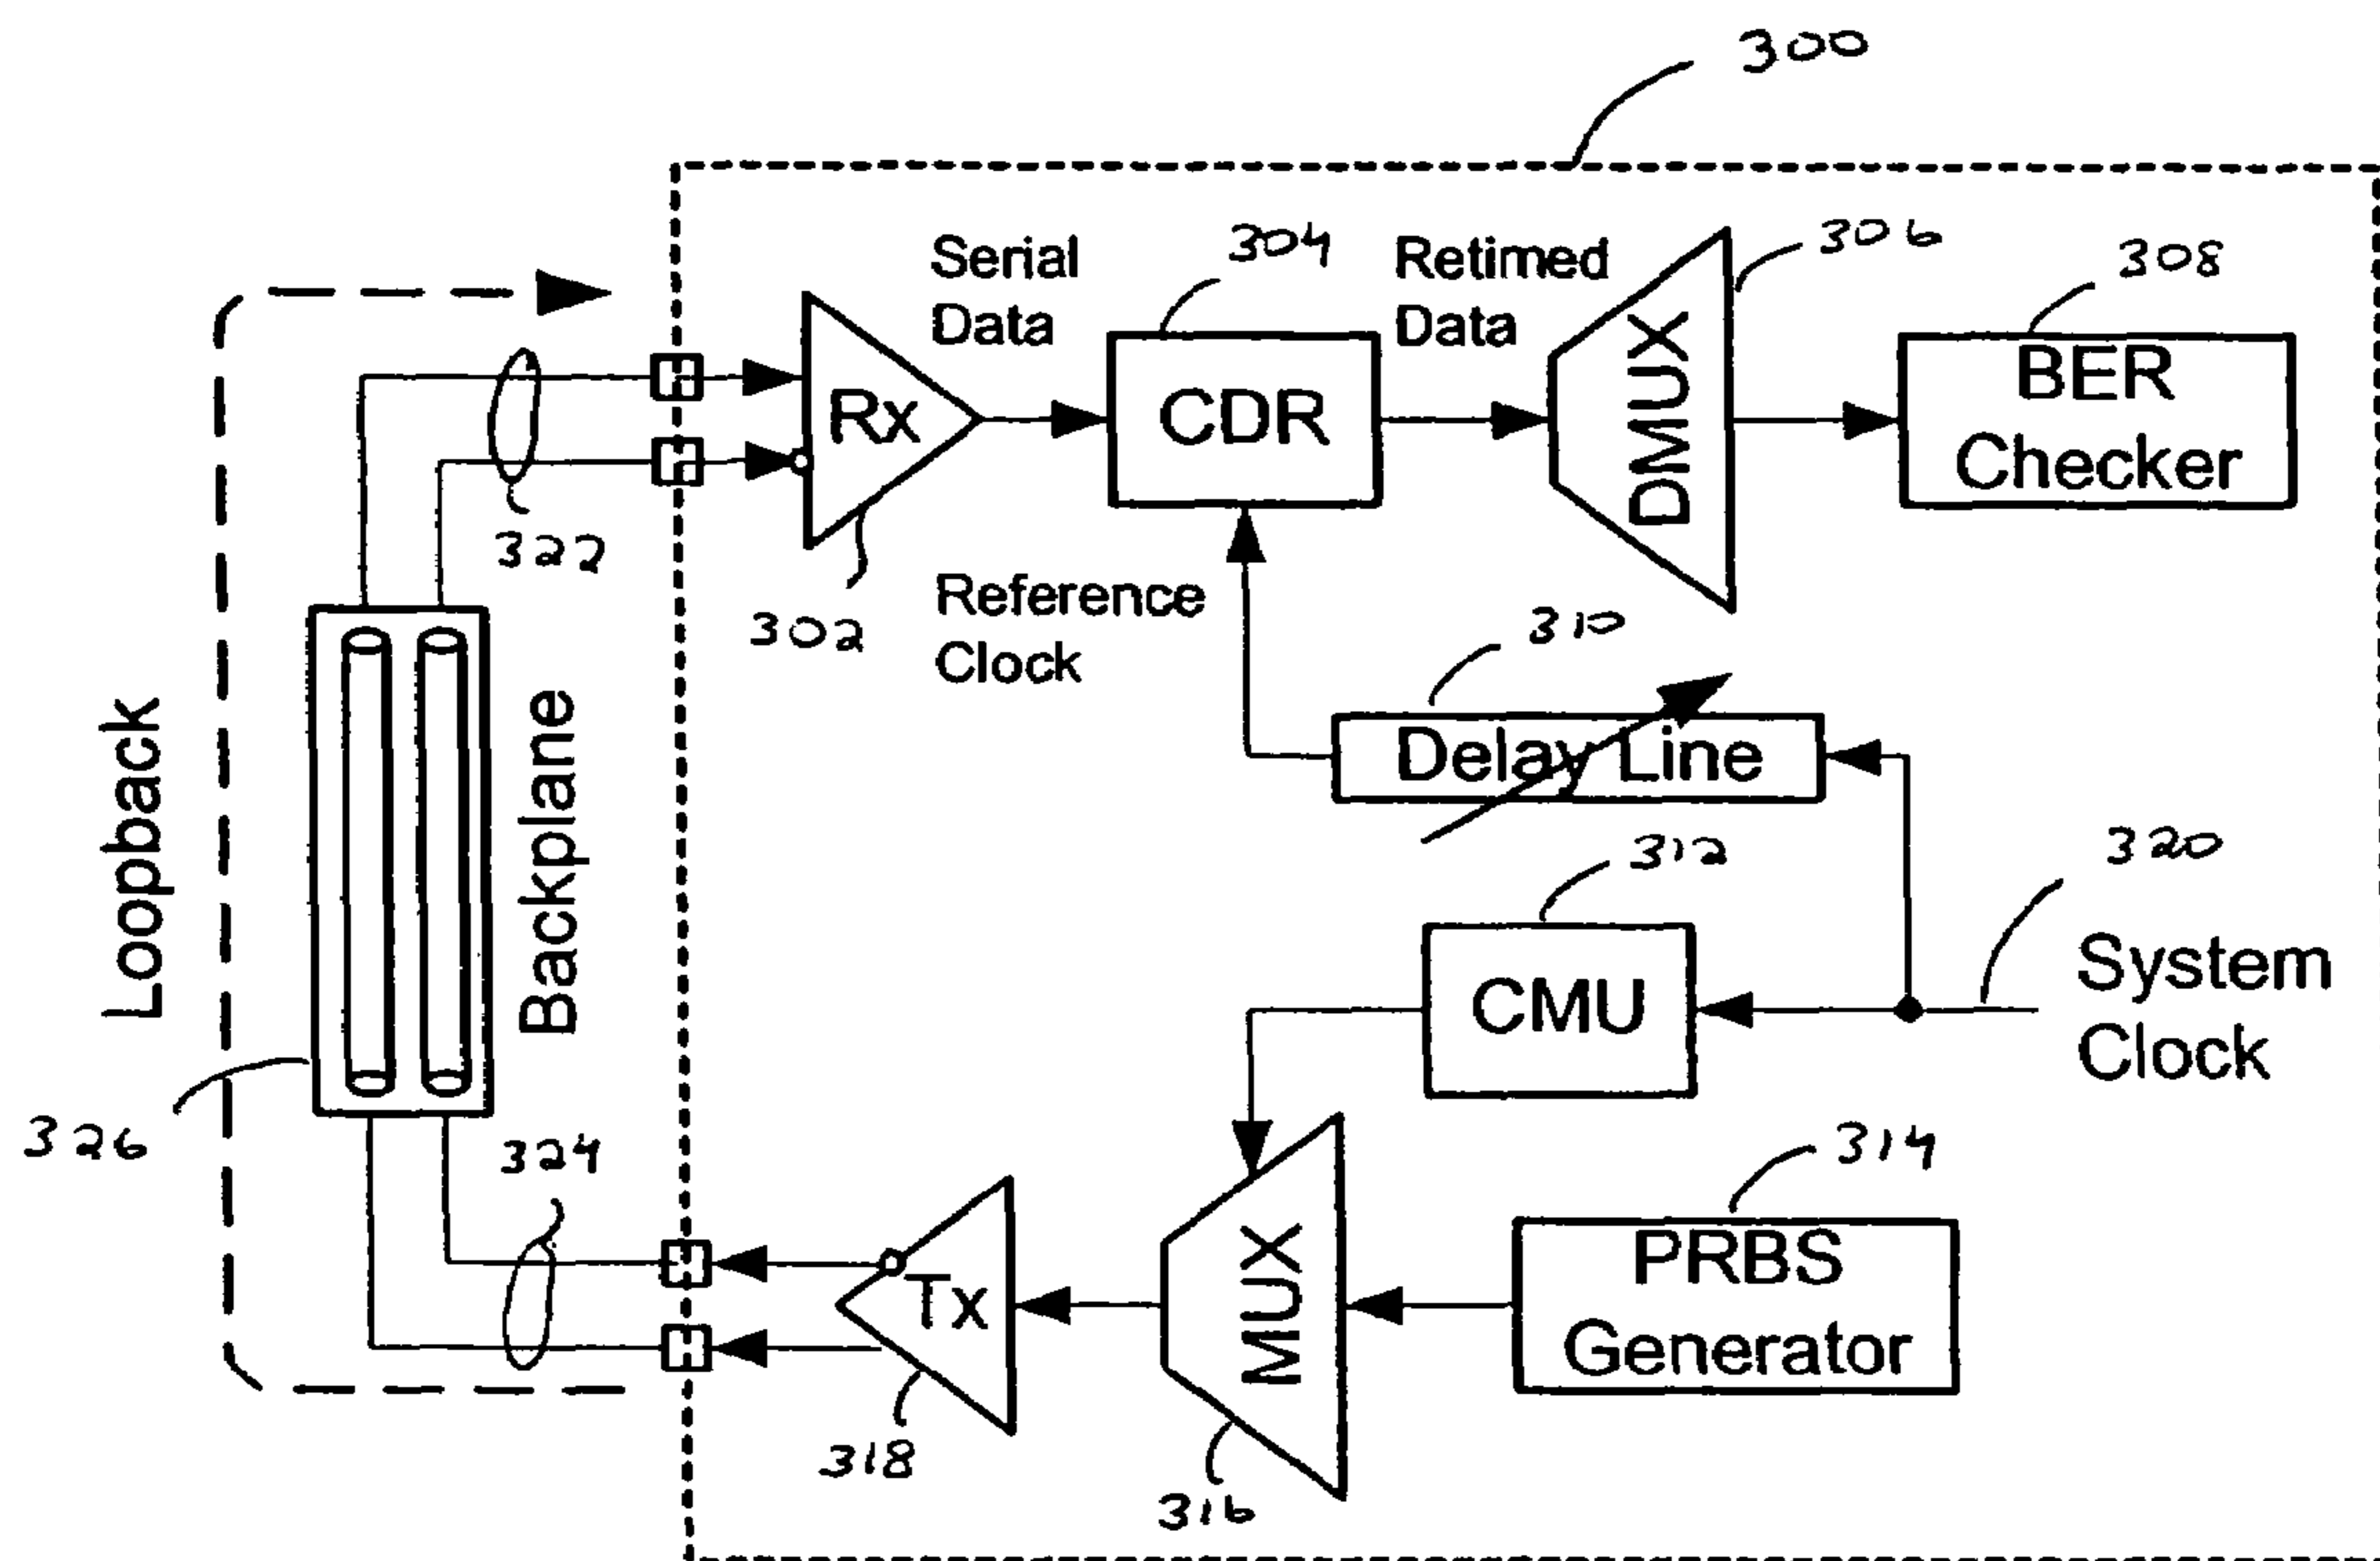 300
Serial
Data
304
Retimed
Data
306
308
Rx
CDR
DMUX
BER
Checker
322
302
Reference
Clock
310
Delay Line
Loopback
Backplane
312
320
CMU
System
Clock
326
324
314
Tx
MUX
PRBS
Generator
318
316